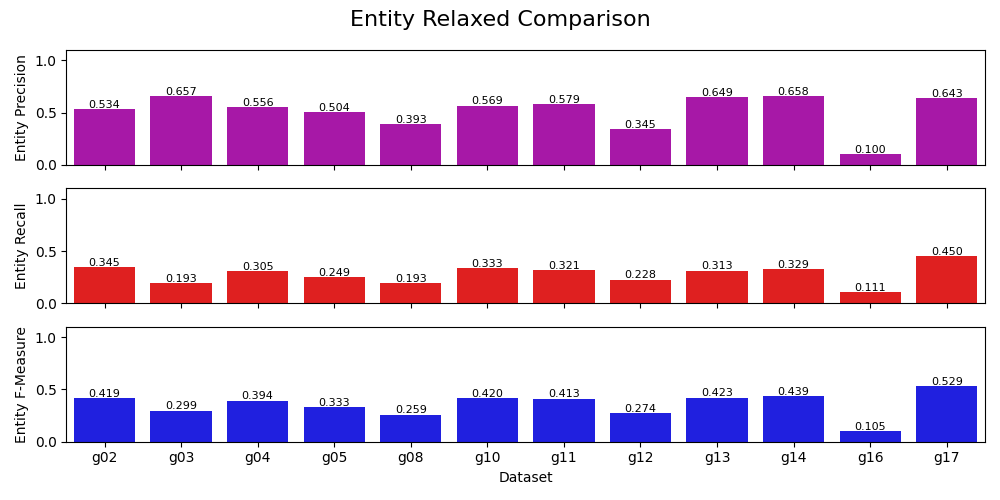 Entity Relaxed Comparison
Entity Precision
1.0
0.5
0.0
0.534 0.657 0.556 0.504 0.393 0.569 0.579 0.345 0.649 0.658 0.100 0.643
Entity Recall
1.0
0.5
0.0
0.345 0.193 0.305 0.249 0.193 0.333 0.321 0.228 0.313 0.329 0.111 0.450
Entity F-Measure
1.0
0.5
0.0
0.419 0.299 0.394 0.333 0.259 0.420 0.413 0.274 0.423 0.439 0.105 0.529
g02 g03 g04 g05 g08 g10 g11 g12 g13 g14 g16 g17
Dataset